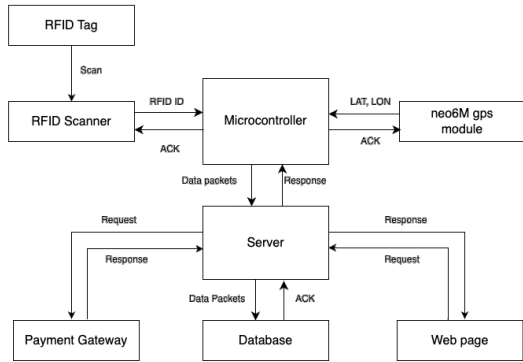 RFID Tag
Scan
RFID ID
LAT, LON
RFID Scanner
Microcontroller
neo6M gps
module
ACK
ACK
Data packets
Response
Request
Response
Server
Response
Request
Data Packets
ACK
Payment Gateway
Database
Web page